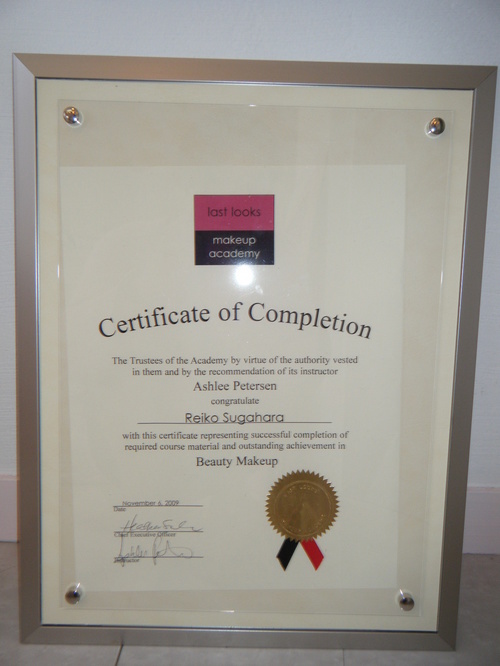 last looks
makeup
academy
Certificate of Completion
The Trustees of the Academy by virtue of the authority vested
in them and by the recommendation of its instructor
Ashlee Petersen
congratulate
Reiko Sugahara
with this certificate representing successful completion of
required course material and outstanding achievement in
Beauty Makeup
November 6, 2009
Date
Chief Executive Officer
Instructor